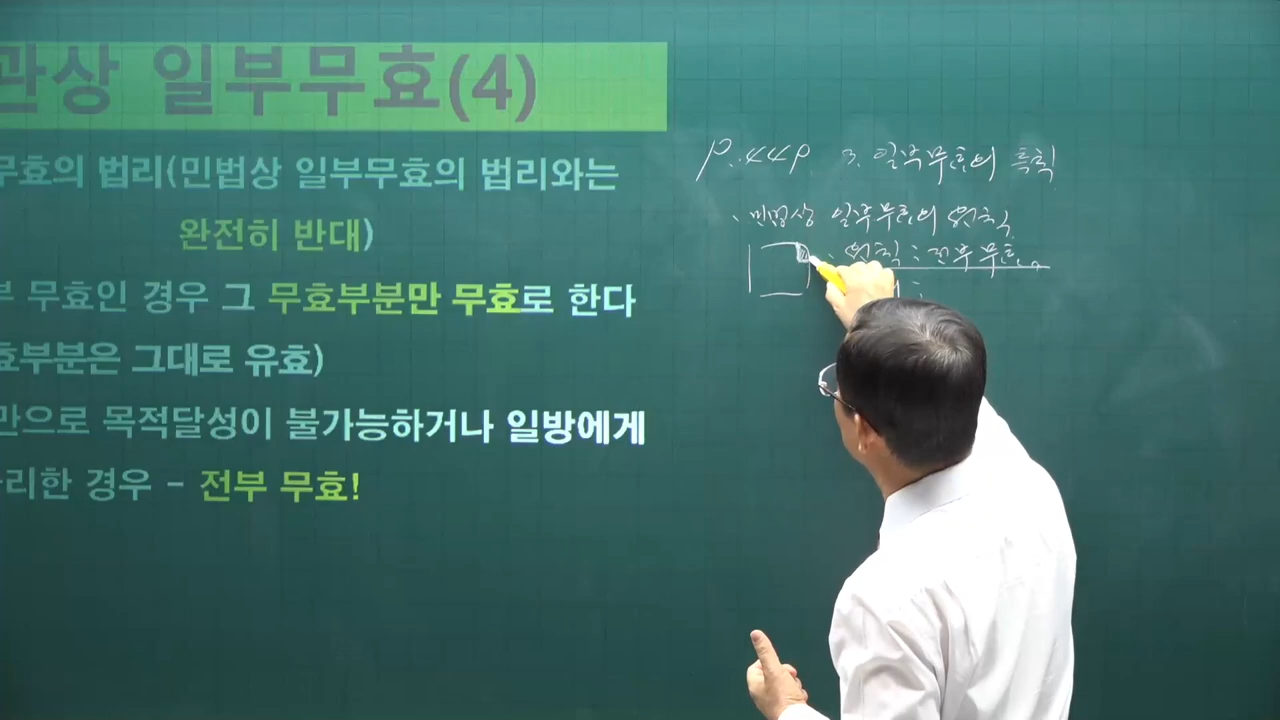 관상 일부무효(4)
무효의 법리(민법상 일부무효의 법리와는
완전히 반대)
부 무효인 경우 그 무효부분만 무효로 한다
효부분은 그대로 유효)
만으로 목적달성이 불가능하거나 일방에게
리한 경우 - 전부 무효!
P.44P 3. 일부무효의 특칙
민법상 일부무효의 원칙
원칙 : 전부무효